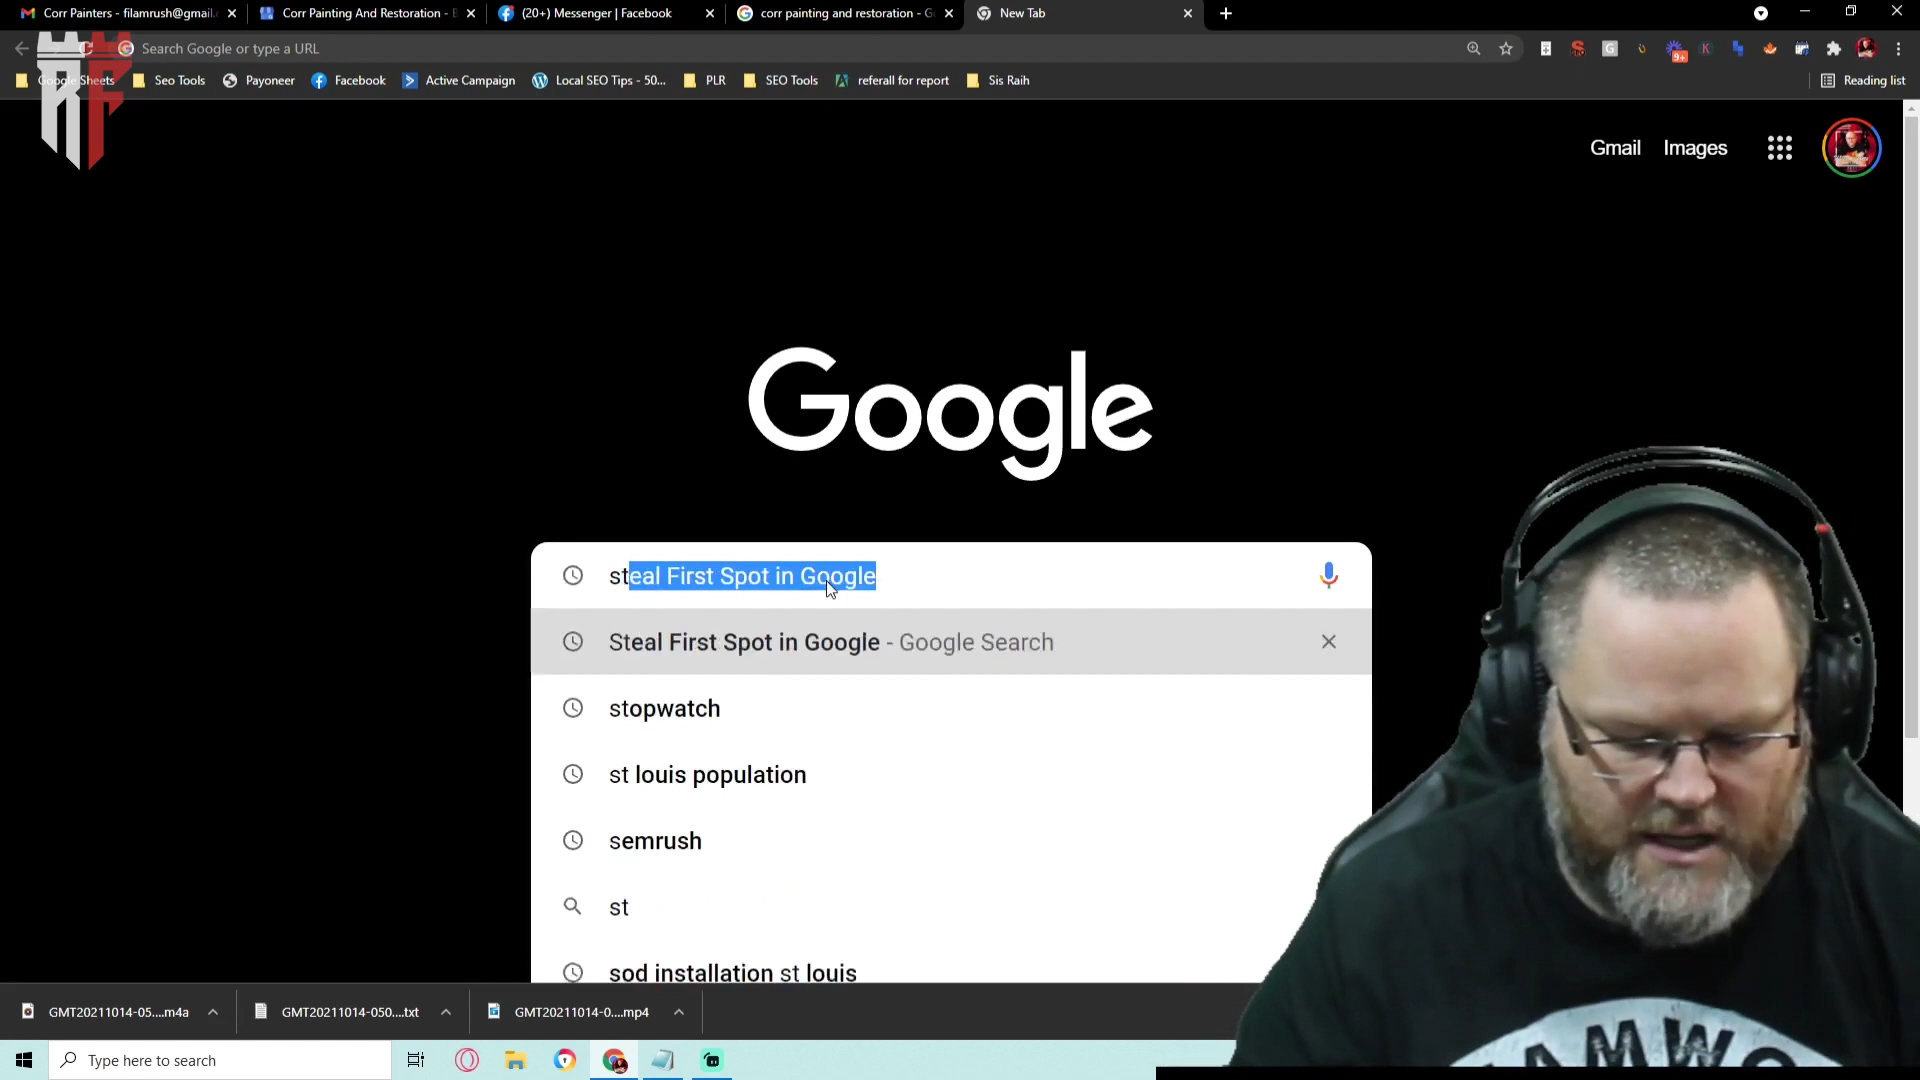 Corr Painters - filamrush@gmail.
Corr Painting And Restoration - B
(20+) Messenger | Facebook
corr painting and restoration - G
New Tab
Search Google or type a URL
9+
Google Sheets
Seo Tools
Payoneer
Facebook
Active Campaign
Local SEO Tips - 50...
PLR
SEO Tools
referall for report
Sis Raih
Reading list
RF
Gmail
Images
Google
steal First Spot in Google
Steal First Spot in Google - Google Search
stopwatch
st louis population
semrush
st
sod installation st louis
GMT20211014-05....m4a
GMT20211014-050....txt
GMT20211014-0....mp4
Type here to search